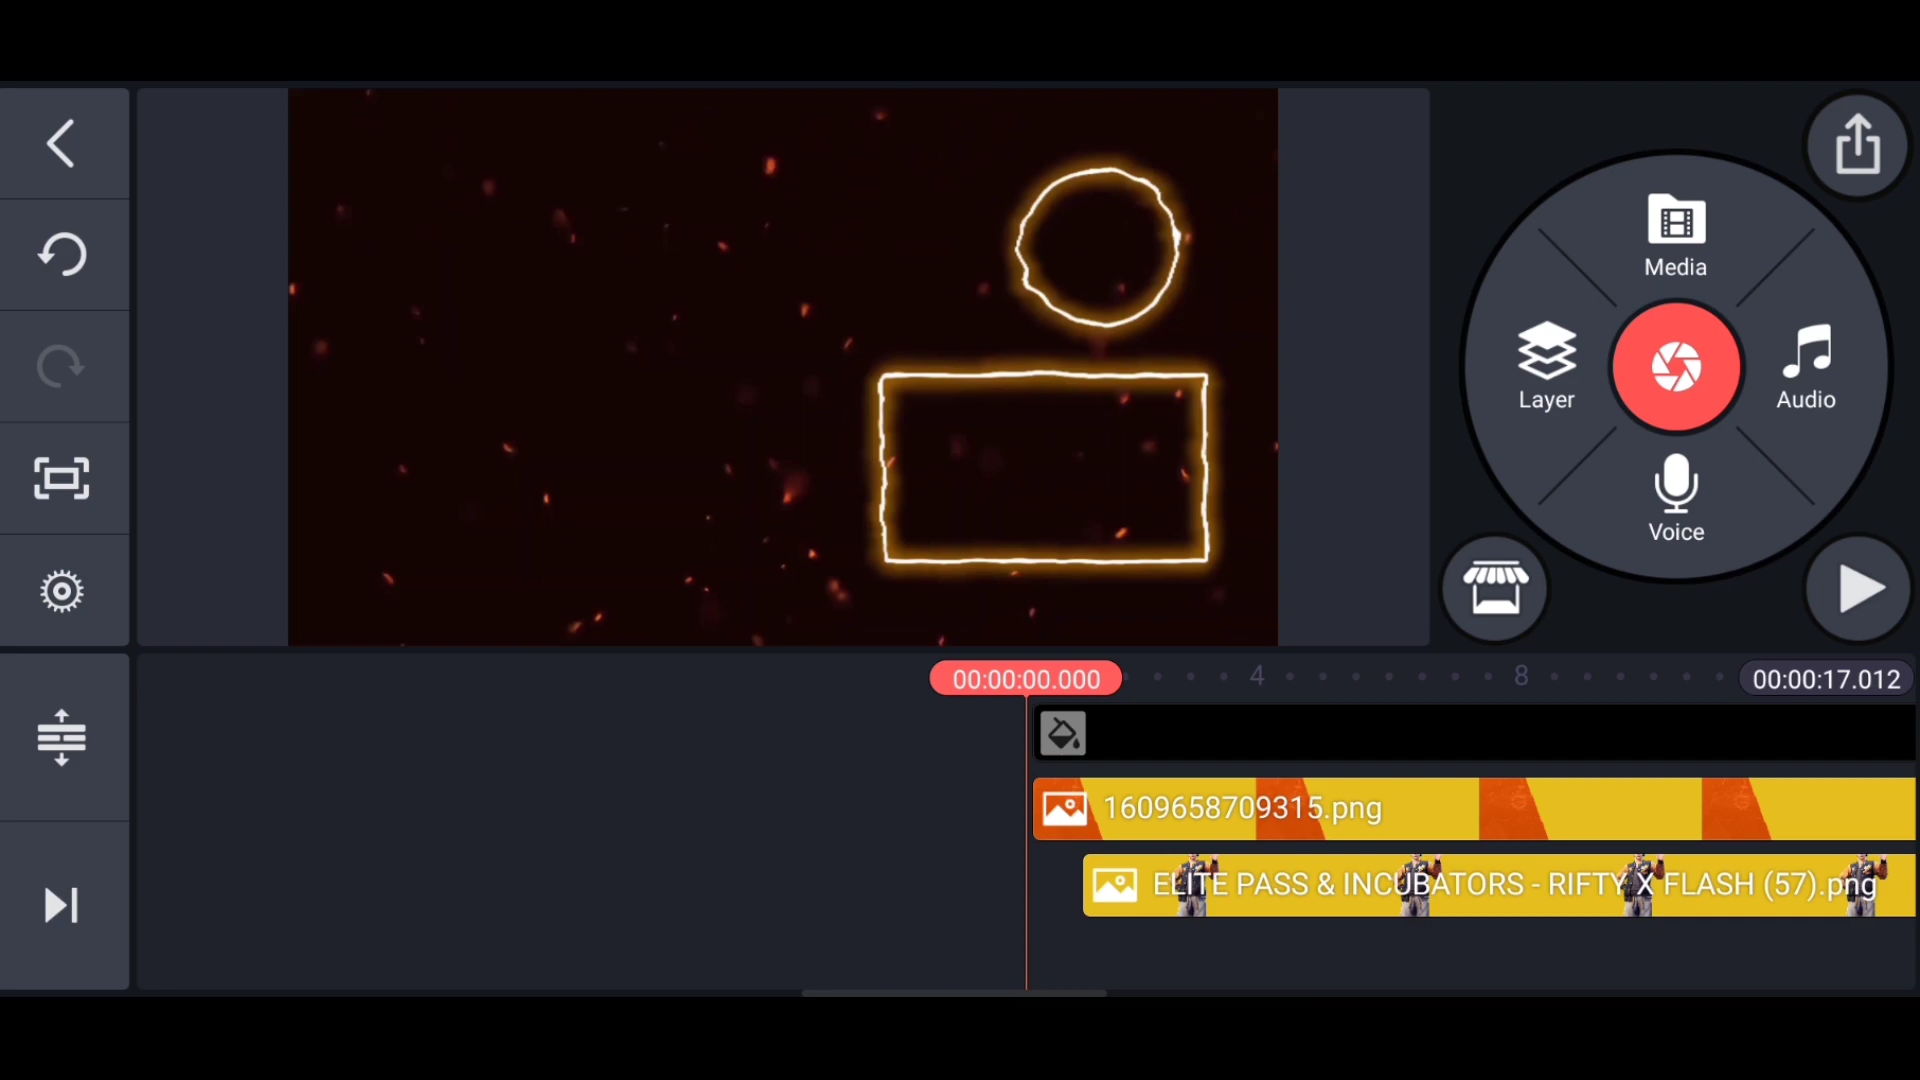 Media
Layer
Audio
Voice
00:00:00.000
4
8
00:00:17.012
1609658709315.png
ELITE PASS & INCUBATORS - RIFTY X FLASH (57).png